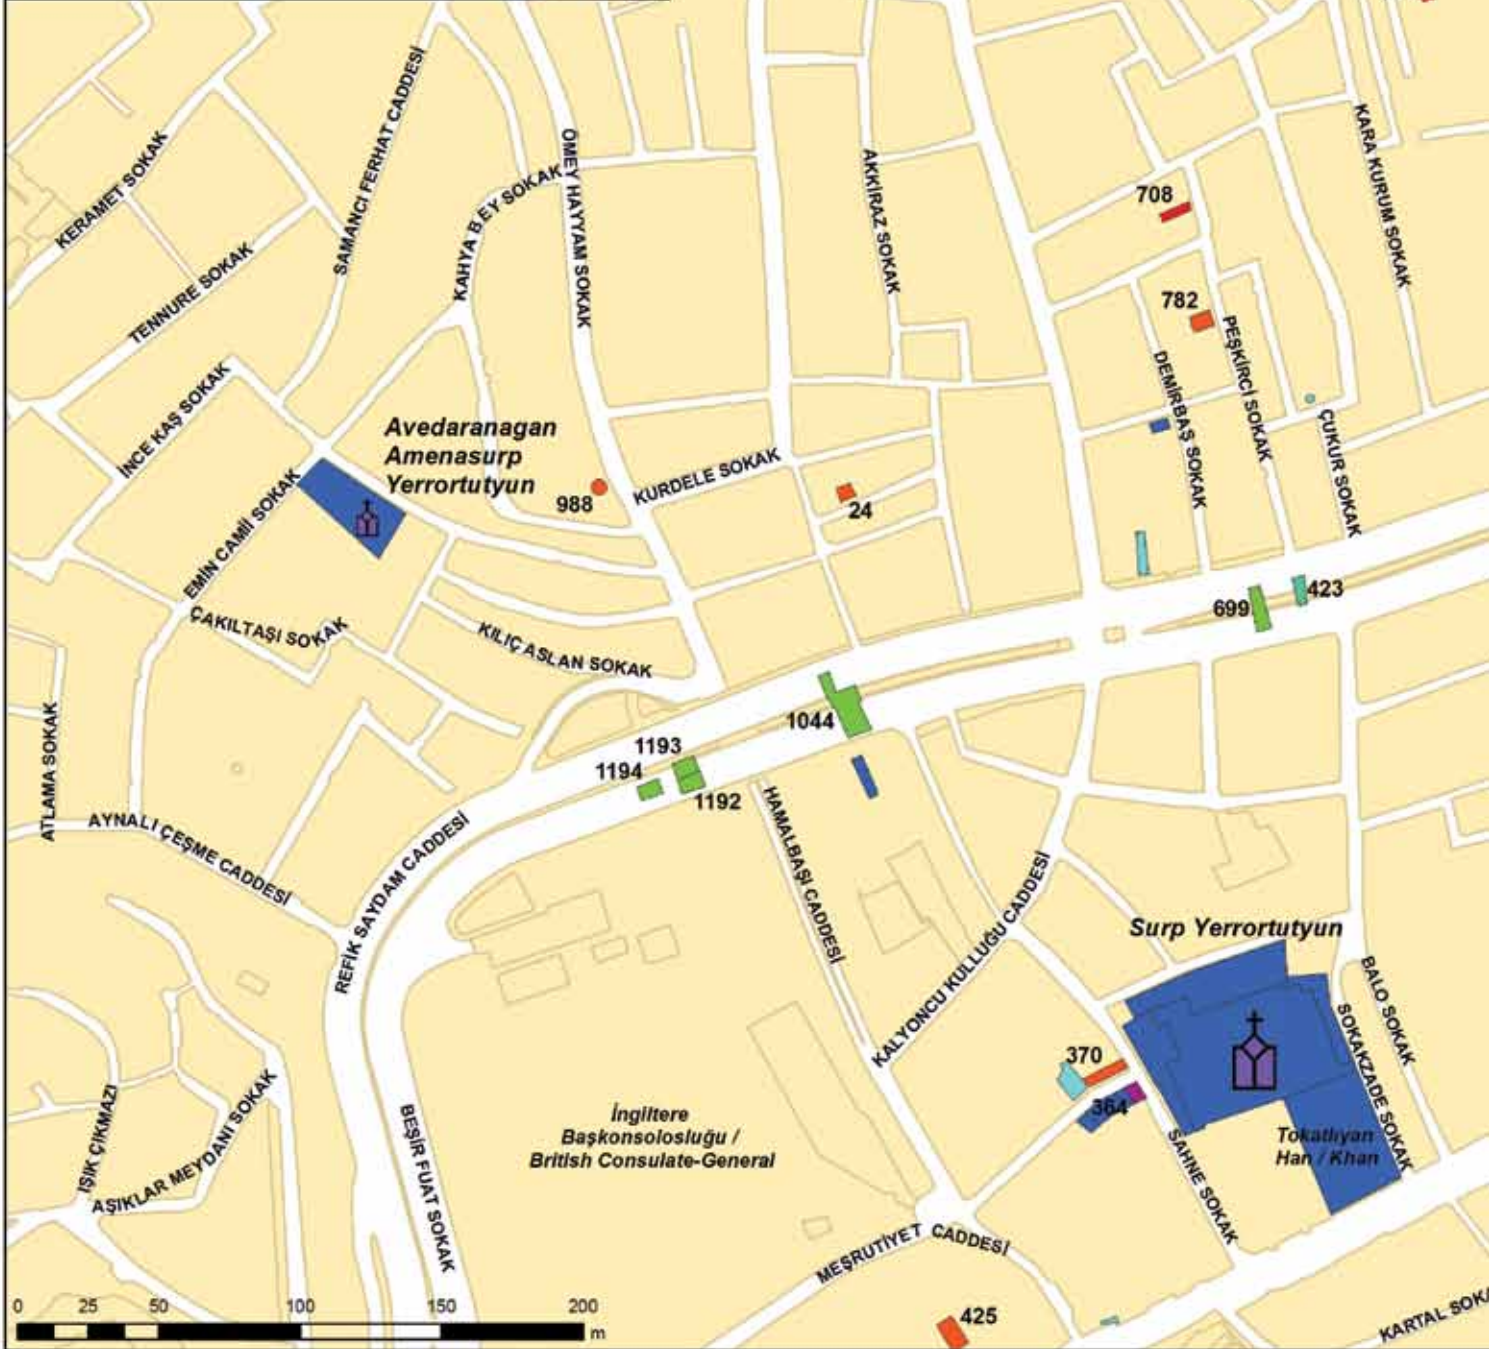 KERAMET SOKAK
SAMANCI FERHAT CADDESİ
ÖMEY HAYYAM SOKAK
KAHYA BEY SOKAK
AKKİRAZ SOKAK
KARA KURUM SOKAK
708
TENNURE SOKAK
782
PEŞKİRCİ SOKAK
DEMİRBAŞ SOKAK
ÇUKUR SOKAK
İNCE KAŞ SOKAK
Avedaranagan
Amenasurp
Yerrortutyun
988
KURDELE SOKAK
24
EMİN CAMİİ SOKAK
ÇAKILTAŞI SOKAK
KILIÇ ASLAN SOKAK
699
423
ATLAMA SOKAK
1044
1193
1194
1192
AYNALI ÇEŞME CADDESİ
REFİK SAYDAM CADDESİ
HAMALBAŞI CADDESİ
KALYONCU KULLUĞU CADDESİ
Surp Yerrortutyun
BALO SOKAK
SOKAKZADE SOKAK
370
364
IŞIK ÇIKMAZI
AŞIKLAR MEYDANI SOKAK
BEŞİR FUAT SOKAK
İngiltere
Başkonsolosluğu /
British Consulate-General
SAHNE SOKAK
Tokatlıyan
Han / Khan
MEŞRUTİYET CADDESİ
0 25 50 100 150 200
m
425
KARTAL SOKA